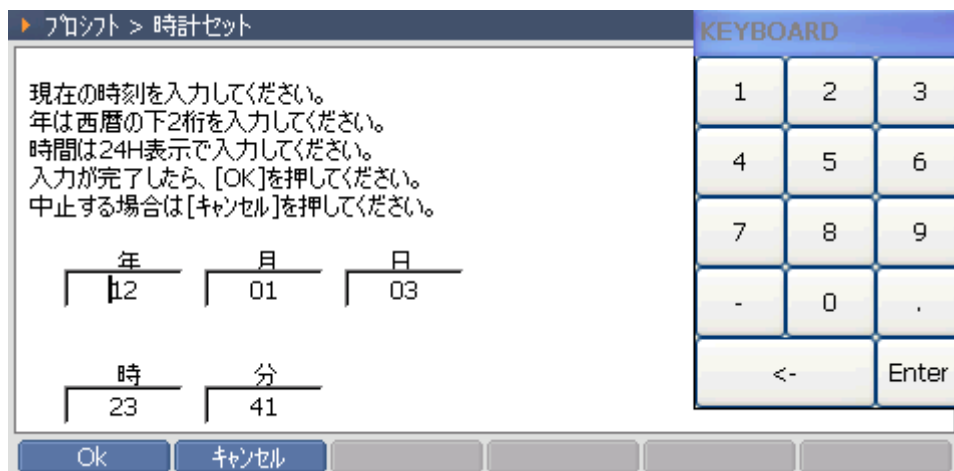 プロシフト > 時計セット
KEYBOARD
現在の時刻を入力してください。
年は西暦の下2桁を入力してください。
時間は24H表示で入力してください。
入力が完了したら、[OK]を押してください。
中止する場合は[キャンセル]を押してください。
年 月 日
12 01 03
時 分
23 41
1 2 3
4 5 6
7 8 9
- 0 .
<- Enter
Ok キャンセル